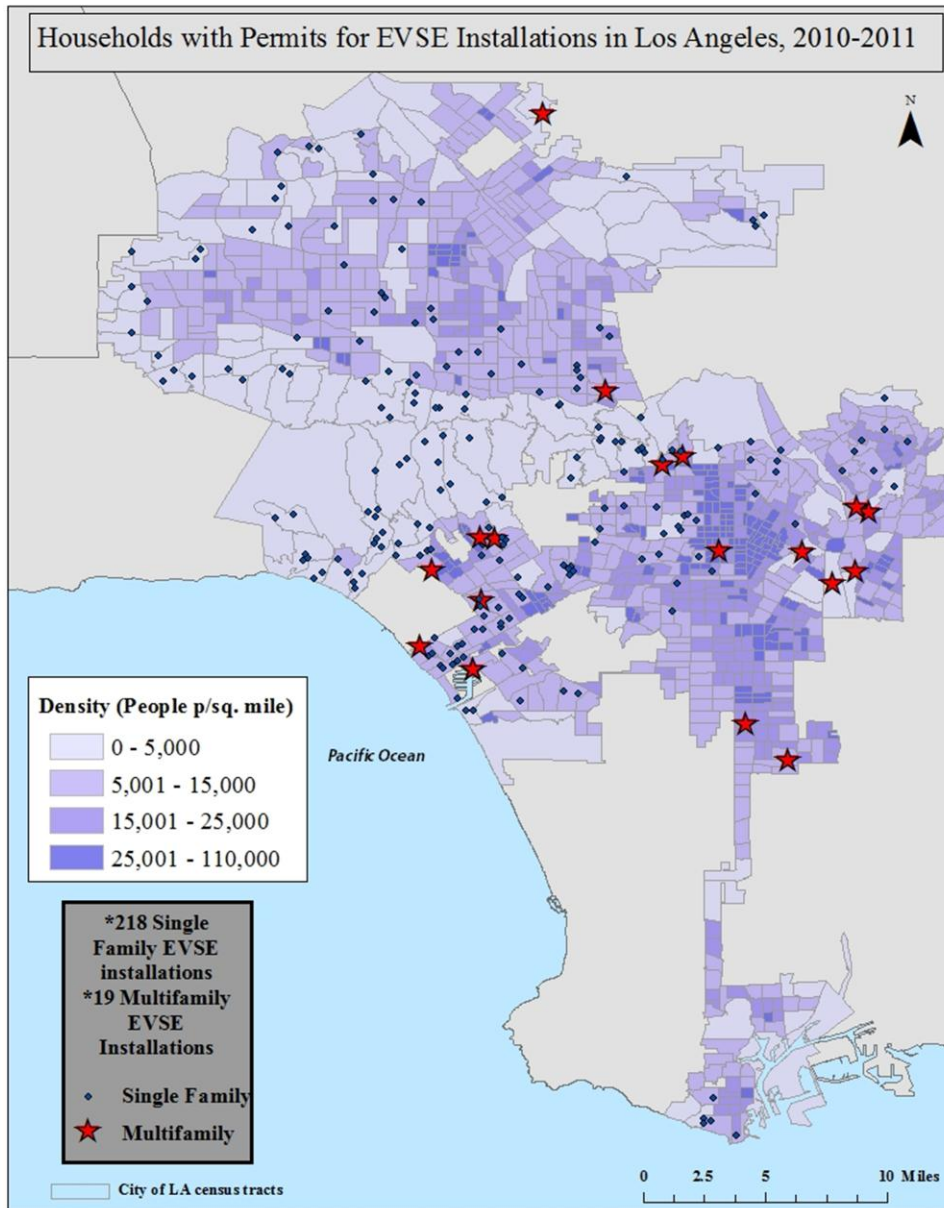 Households with Permits for EVSE Installations in Los Angeles, 2010-2011
N
Density (People p/sq. mile)
0 - 5,000
5,001 - 15,000
15,001 - 25,000
25,001 - 110,000
Pacific Ocean
*218 Single
Family EVSE
installations
*19 Multifamily
EVSE
Installations
Single Family
Multifamily
City of LA census tracts
0 2.5 5 10 Miles